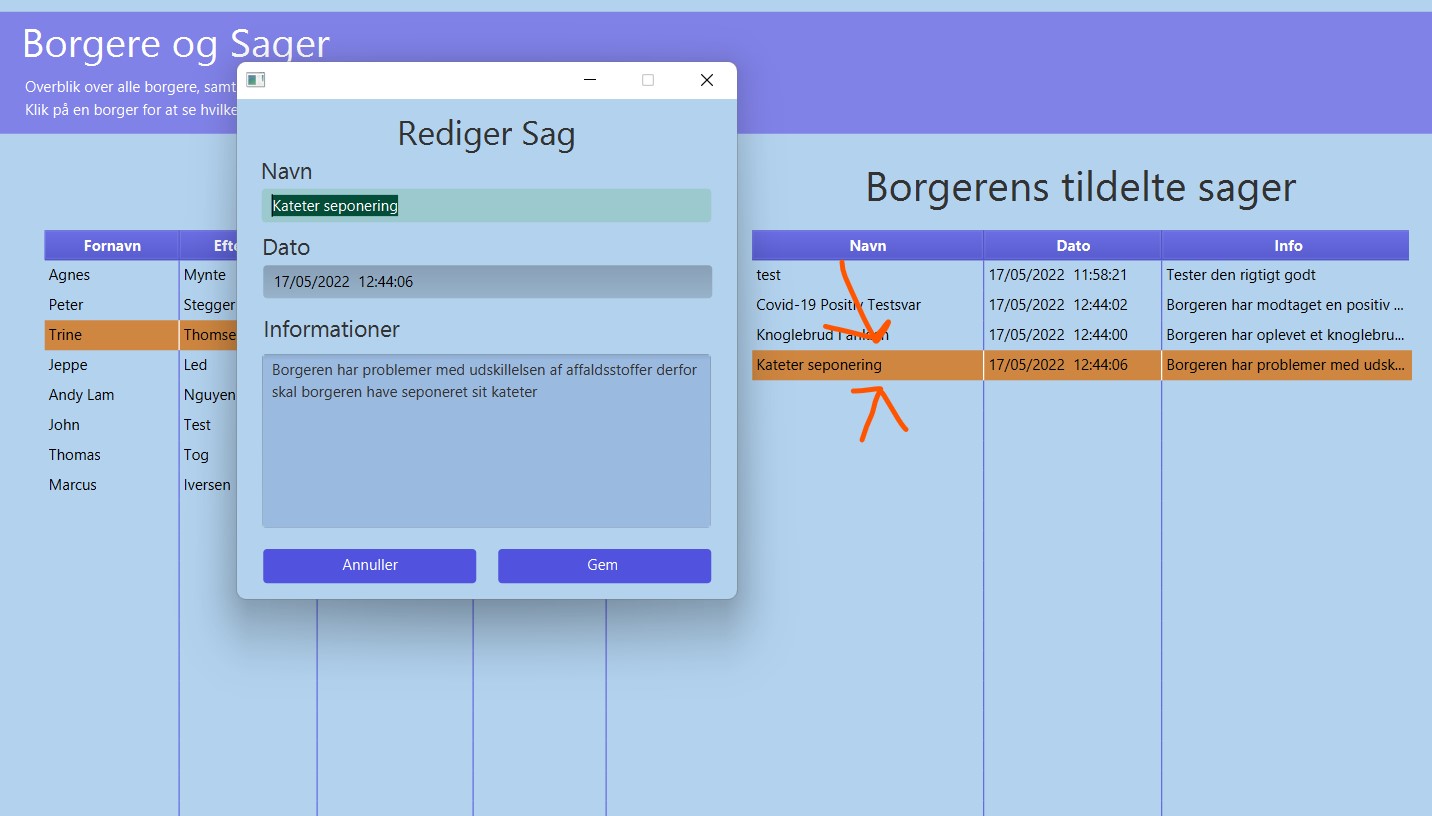 Borgere og Sager
Overblik over alle borgere, samt
Klik på en borger for at se hvilke
Rediger Sag
Navn
Kateter seponering
Dato
17/05/2022 12:44:06
Informationer
Borgeren har problemer med udskillelsen af affaldsstoffer derfor
skal borgeren have seponeret sit kateter
Annuller Gem
Fornavn Efte
Agnes Mynte
Peter Stegger
Trine Thomse
Jeppe Led
Andy Lam Nguyen
John Test
Thomas Tog
Marcus Iversen
Borgerens tildelte sager
Navn Dato Info
test 17/05/2022 11:58:21 Tester den rigtigt godt
Covid-19 Positiv Testsvar 17/05/2022 12:44:02 Borgeren har modtaget en positiv ...
Knoglebrud 17/05/2022 12:44:00 Borgeren har oplevet et knoglebru...
Kateter seponering 17/05/2022 12:44:06 Borgeren har problemer med udsk...